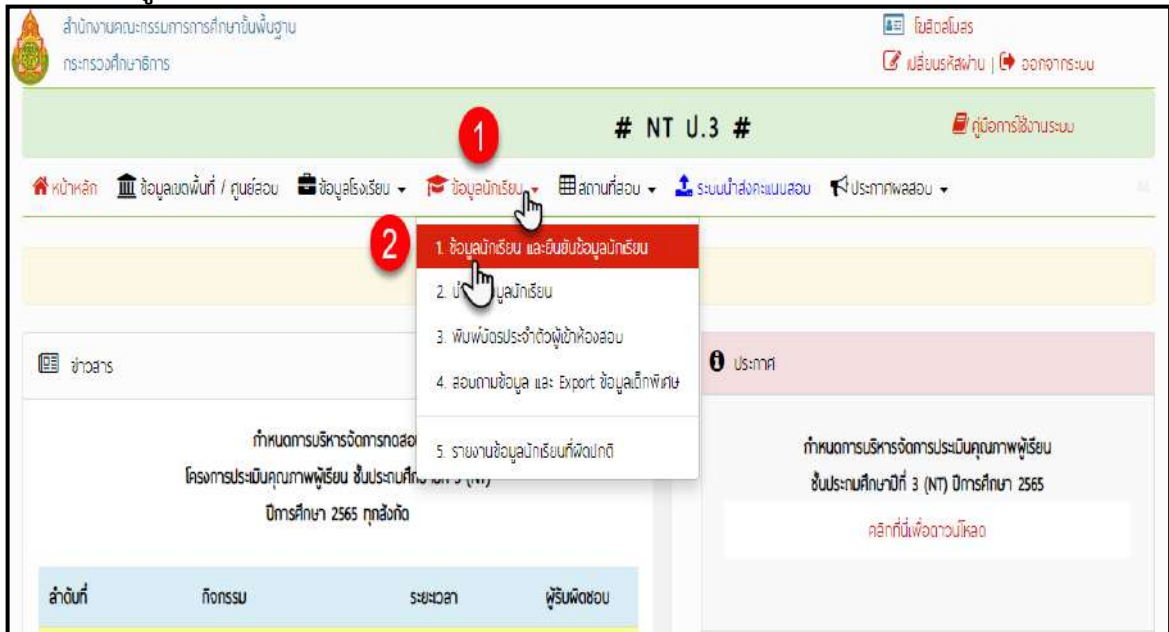 สำนักงานคณะกรรมการการศึกษาขั้นพื้นฐาน
กระทรวงศึกษาธิการ
โฆสิตสโมสร
เปลี่ยนรหัสผ่าน | ออกจากระบบ
# NT ป.3 #
คู่มือการใช้งานระบบ
1
หน้าหลัก ข้อมูลเขตพื้นที่ / ศูนย์สอบ ข้อมูลโรงเรียน ข้อมูลนักเรียน สถานที่สอบ ระบบนำส่งคะแนนสอบ ประกาศผลสอบ
2
1. ข้อมูลนักเรียน และยืนยันข้อมูลนักเรียน
2. นำ มูลนักเรียน
3. พิมพ์บัตรประจำตัวผู้เข้าห้องสอบ
4. สอบถามข้อมูล และ Export ข้อมูลเด็กพิเศษ
5. รายงานข้อมูลนักเรียนที่ผิดปกติ
ข่าวสาร
กำหนดการบริหารจัดการทดสอ
โครงการประเมินคุณภาพผู้เรียน ชั้นประถมศึก 3 (NT)
ปีการศึกษา 2565 ทุกสังกัด
ลำดับที่ กิจกรรม ระยะเวลา ผู้รับผิดชอบ
ประกาศ
กำหนดการบริหารจัดการประเมินคุณภาพผู้เรียน
ชั้นประถมศึกษาปีที่ 3 (NT) ปีการศึกษา 2565
คลิกที่นี่เพื่อดาวน์โหลด